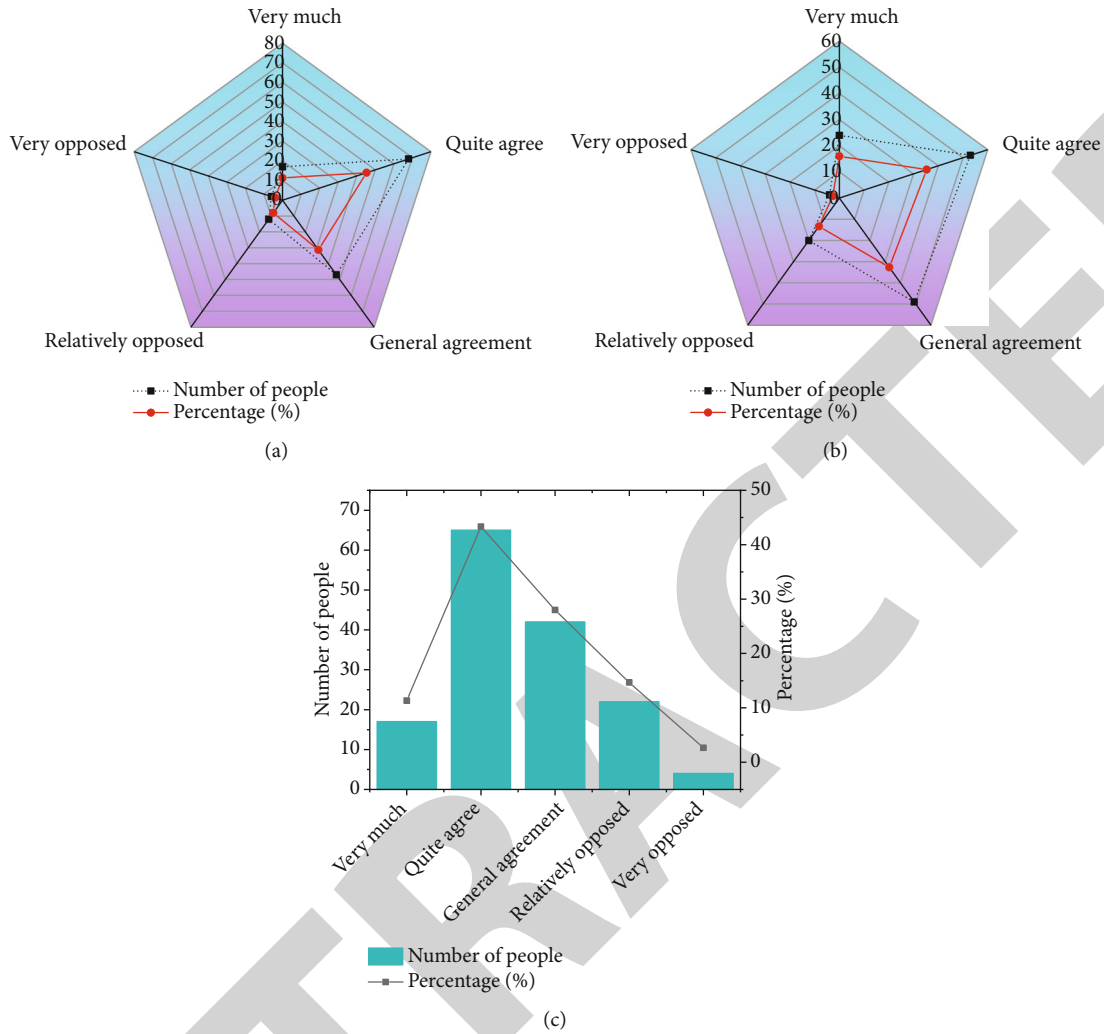 Very much
80
70
60
50
40
30
20
10
0
Very opposed
Quite agree
Relatively opposed
General agreement
Number of people
Percentage (%)
(a)
Very much
60
50
40
30
20
10
0
Very opposed
Quite agree
Relatively opposed
General agreement
Number of people
Percentage (%)
(b)
Number of people
70
60
50
40
30
20
10
0
50
40
30
20
10
0
Percentage (%)
Very much
Quite agree
General agreement
Relatively opposed
Very opposed
Number of people
Percentage (%)
(c)
TRACTE